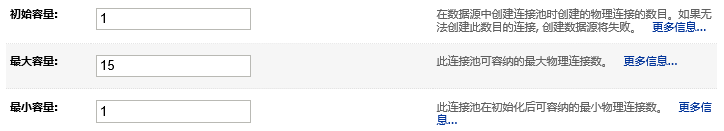 初始容量: 1 在数据源中创建连接池时创建的物理连接的数目。如果无
法创建此数目的连接, 创建数据源将失败。 更多信息...
最大容量: 15 此连接池可容纳的最大物理连接数。 更多信息...
最小容量: 1 此连接池在初始化后可容纳的最小物理连接数。 更多信
息...